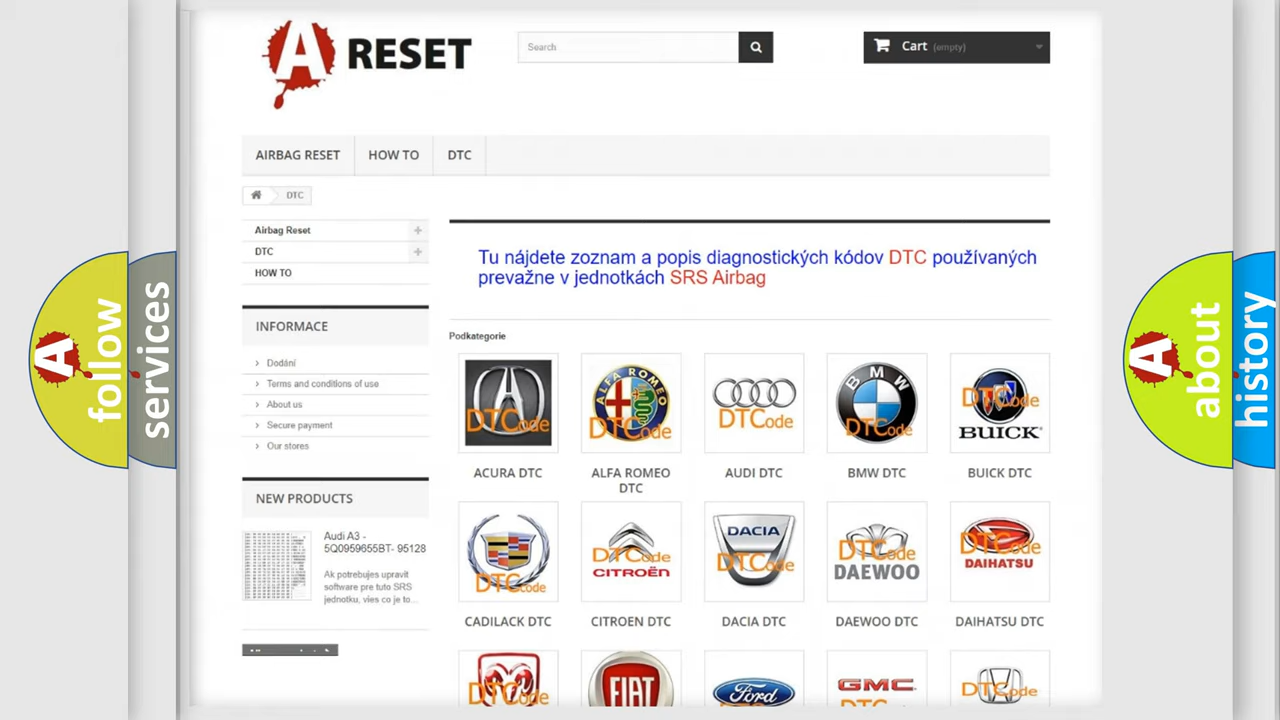 A RESET
Search
Cart (empty)
AIRBAG RESET
HOW TO
DTC
DTC
Airbag Reset
DTC
HOW TO
INFORMACE
Dodání
Terms and conditions of use
About us
Secure payment
Our stores
NEW PRODUCTS
Audi A3 -
5Q0959655BT- 95128
Ak potrebujes upravit
software pre tuto SRS
jednotku, vies co je to...
Tu nájdete zoznam a popis diagnostických kódov DTC používaných
prevažne v jednotkách SRS Airbag
Podkategorie
DTCode
ALFA ROMEO
DTCode
DTCode
BMW
DTCode
DTCode
BUICK
ACURA DTC
ALFA ROMEO
DTC
AUDI DTC
BMW DTC
BUICK DTC
DTCode
DTCode
CITROËN
DACIA
DTCode
DTCode
DAEWOO
DTCode
DAIHATSU
CADILACK DTC
CITROEN DTC
DACIA DTC
DAEWOO DTC
DAIHATSU DTC
DTCode
FIAT
Ford
GMC
DTCode
A follow
services
A about
history